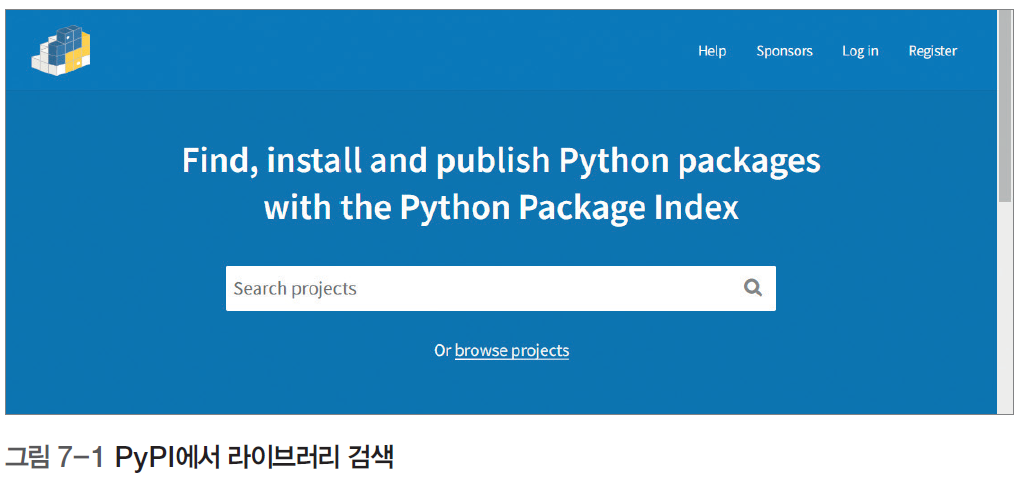 Help Sponsors Log in Register
Find, install and publish Python packages
with the Python Package Index
Search projects
Or browse projects
그림 7-1 PyPI에서 라이브러리 검색